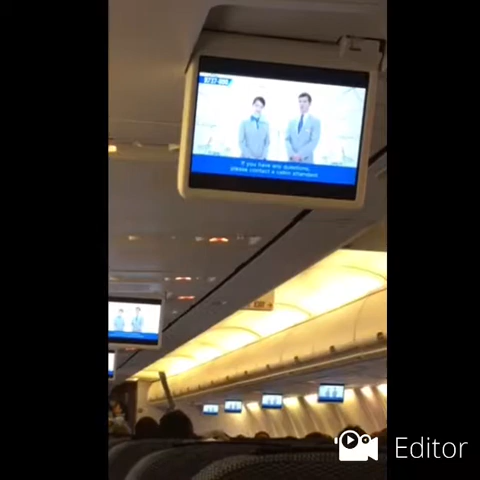 If you have any questions,
please contact a cabin attendant.
EXIT
Editor